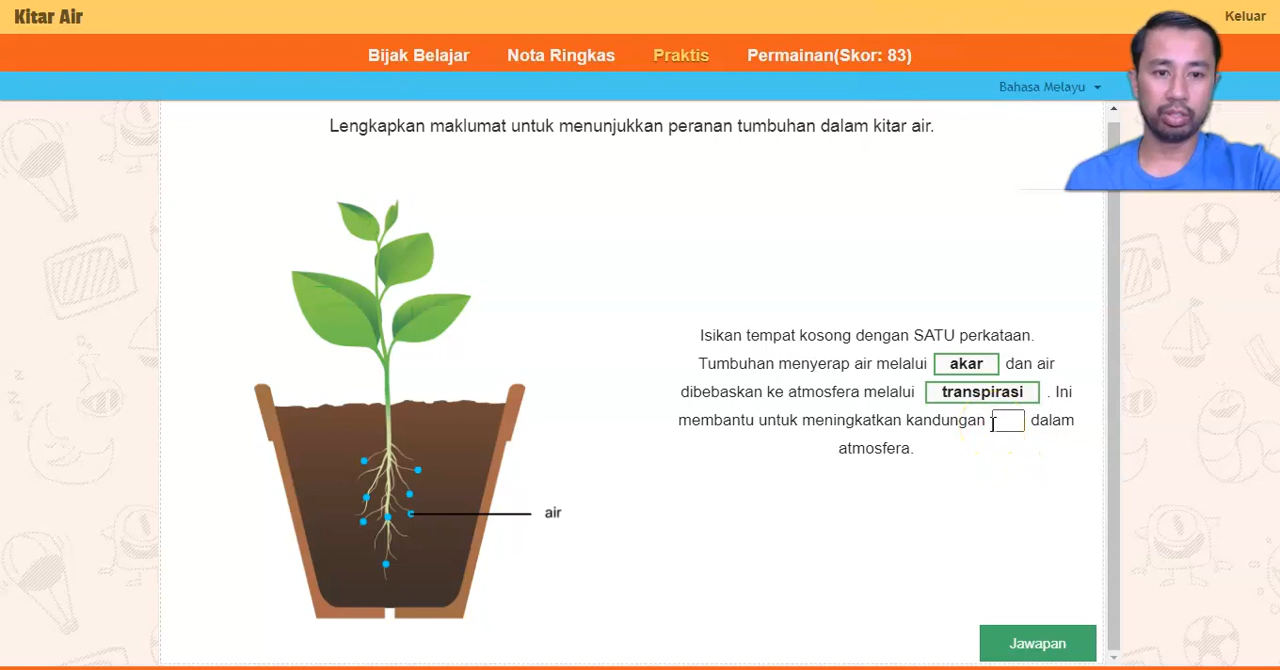 Kitar Air
Keluar
Bijak Belajar Nota Ringkas Praktis Permainan(Skor: 83)
Bahasa Melayu
Lengkapkan maklumat untuk menunjukkan peranan tumbuhan dalam kitar air.
Isikan tempat kosong dengan SATU perkataan.
Tumbuhan menyerap air melalui akar dan air
dibebaskan ke atmosfera melalui transpirasi . Ini
membantu untuk meningkatkan kandungan dalam
atmosfera.
air
Jawapan